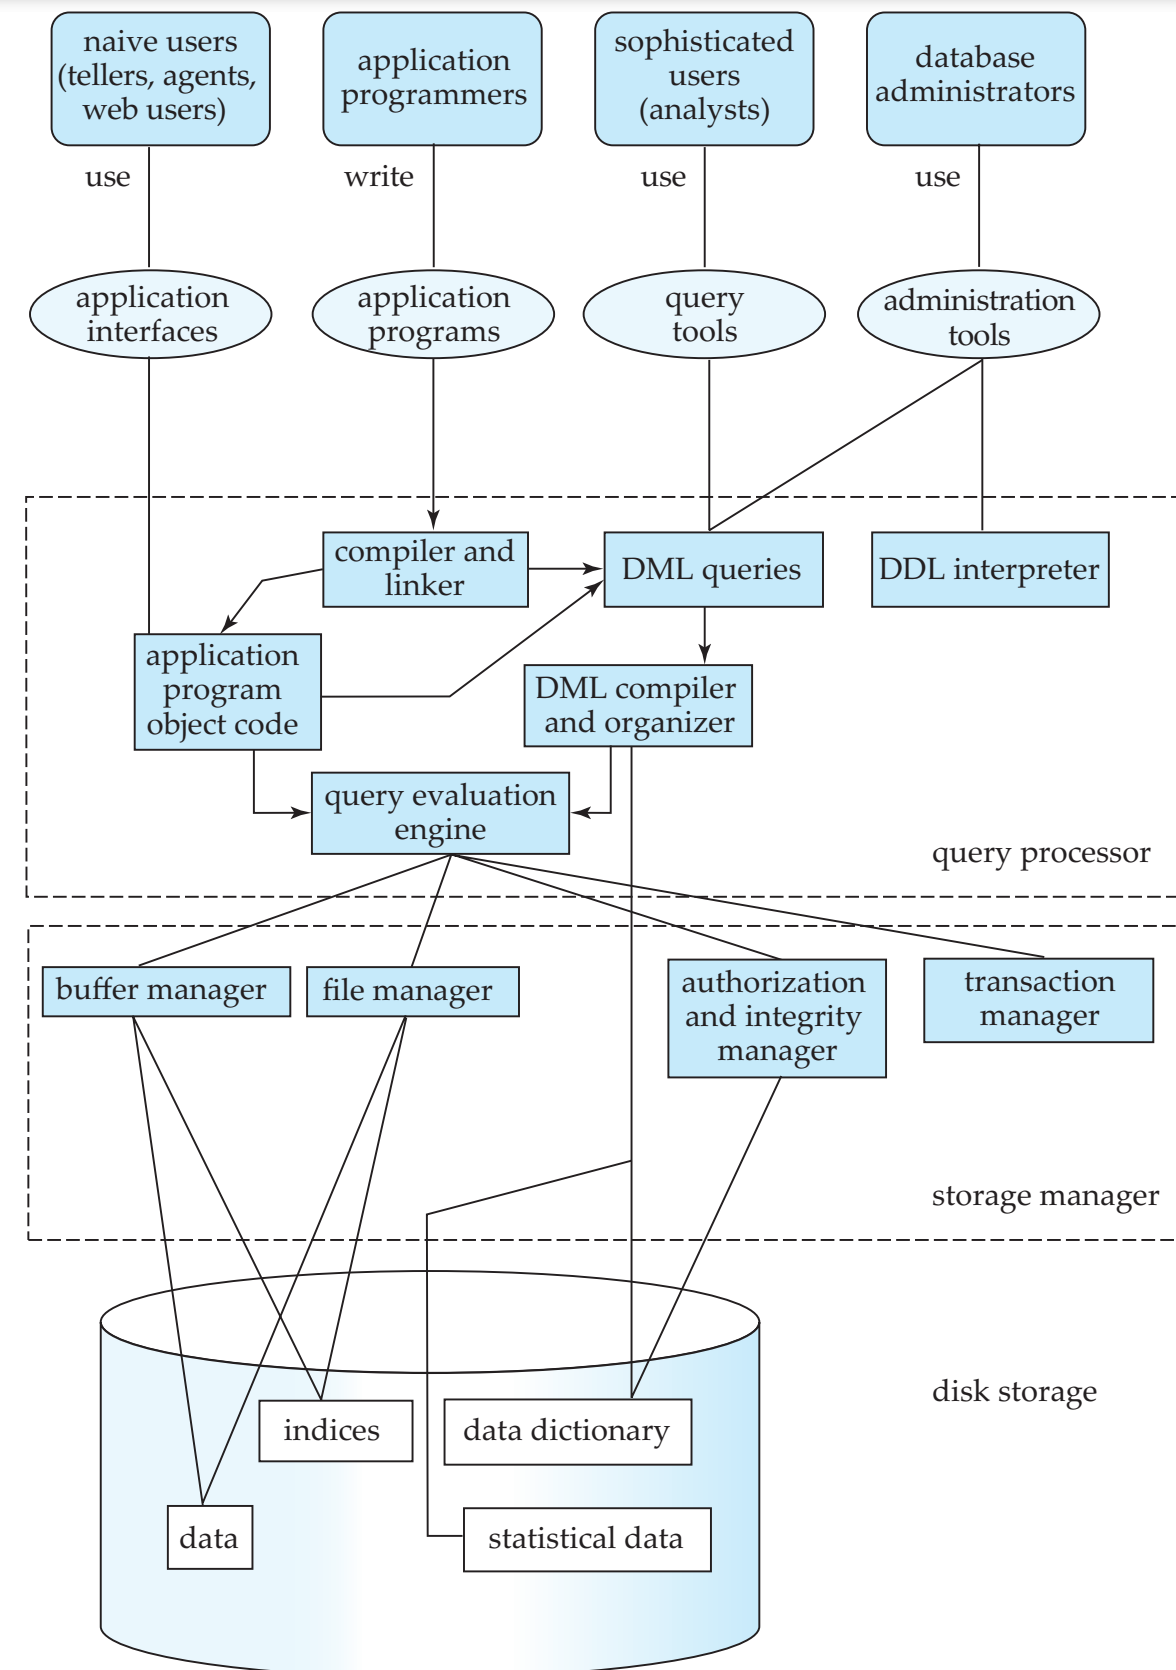 naive users
(tellers, agents,
web users)
application
programmers
sophisticated
users
(analysts)
database
administrators
use
write
use
use
application
interfaces
application
programs
query
tools
administration
tools
compiler and
linker
DML queries
DDL interpreter
application
program
object code
DML compiler
and organizer
query evaluation
engine
query processor
buffer manager
file manager
authorization
and integrity
manager
transaction
manager
storage manager
disk storage
indices
data dictionary
data
statistical data